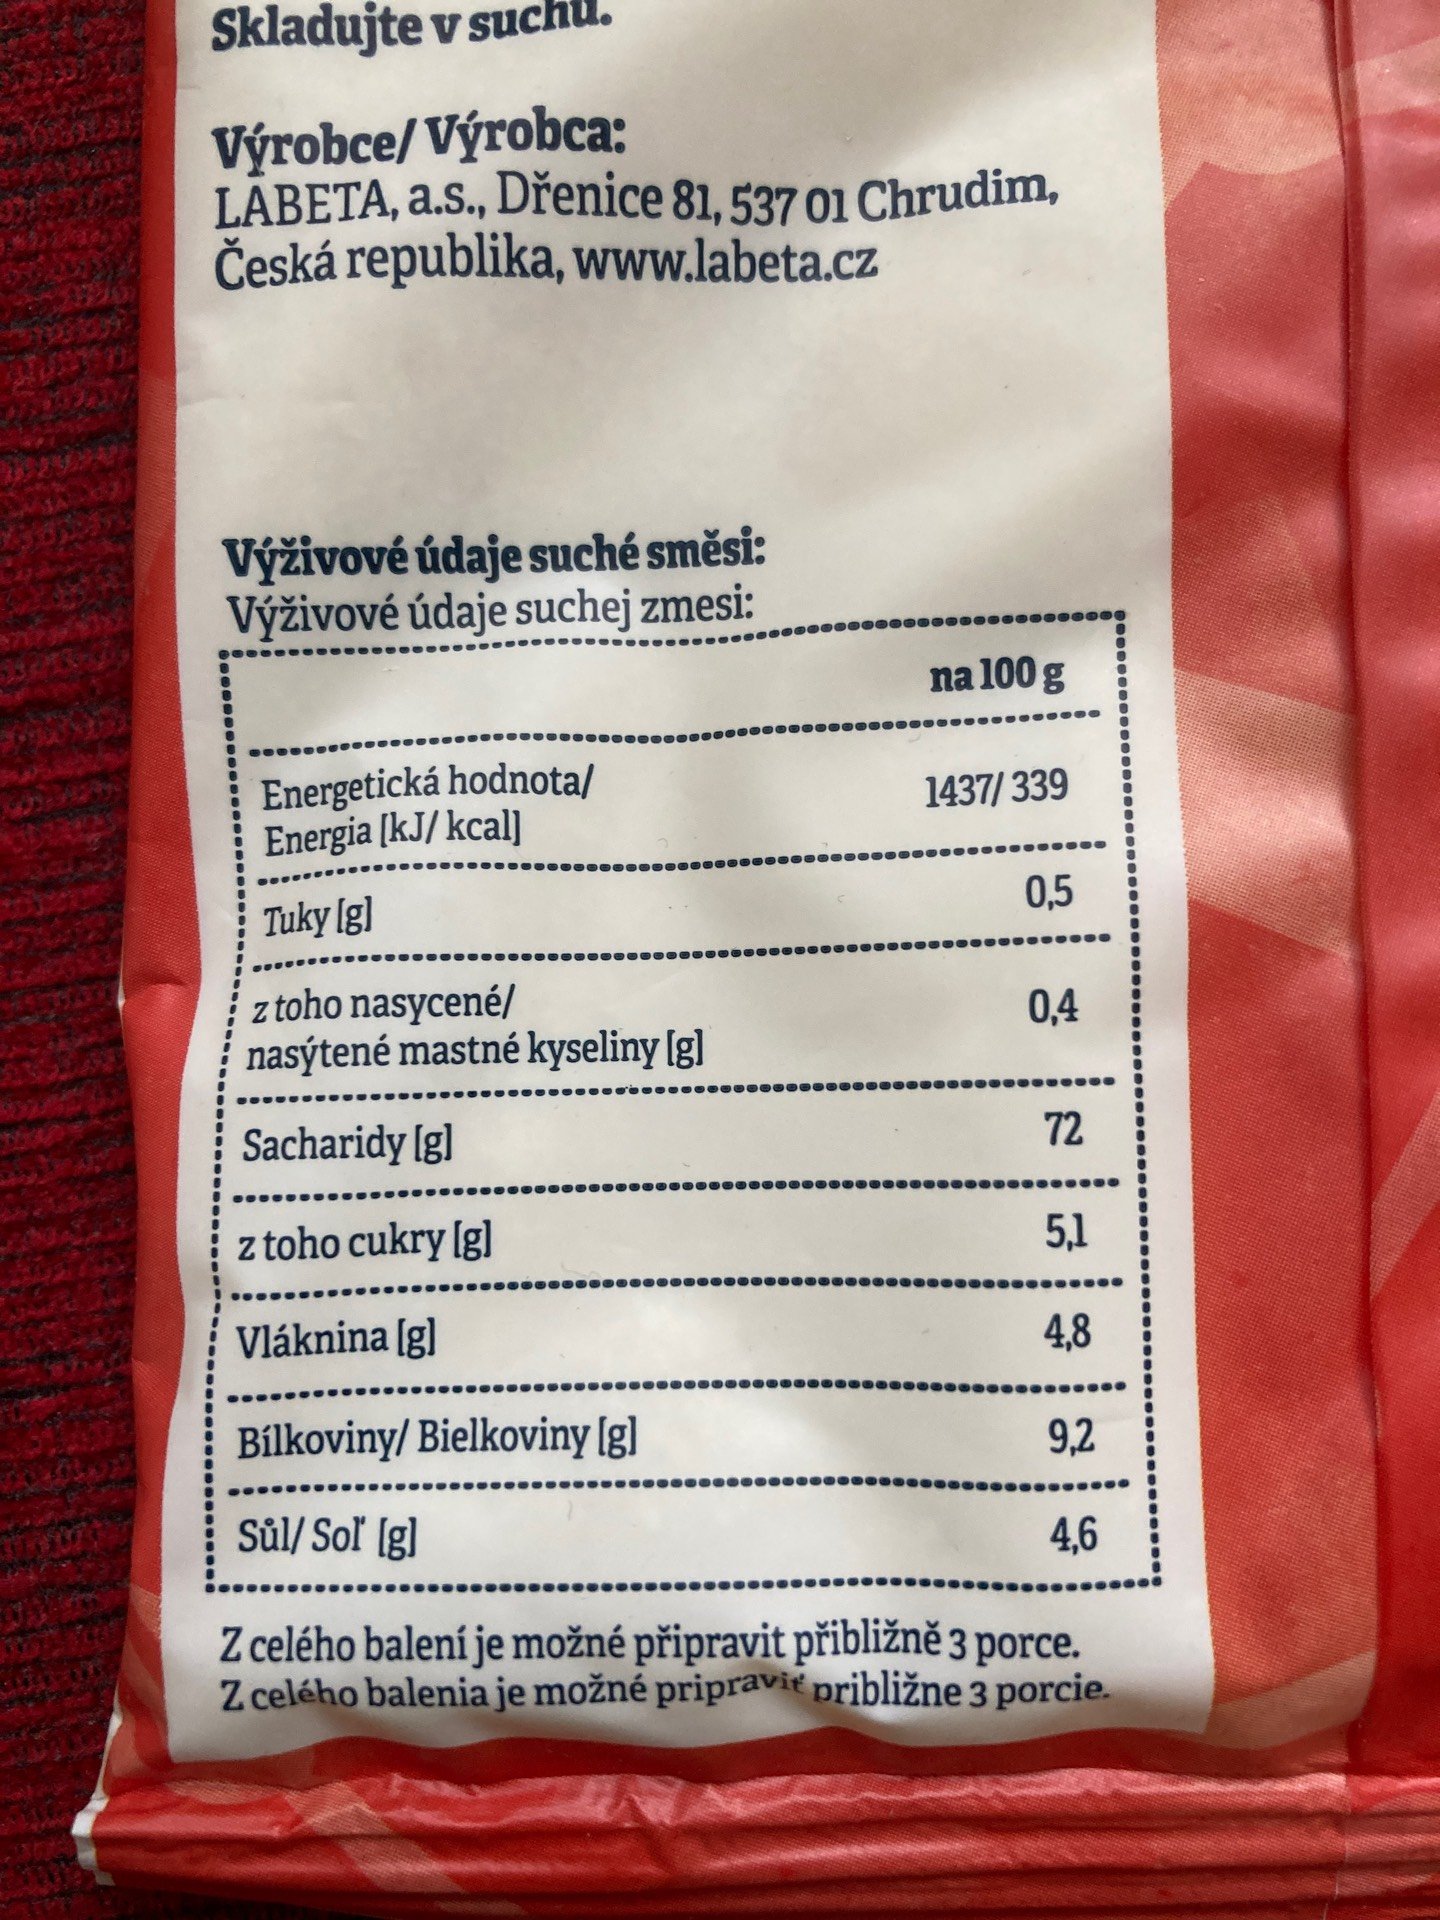 Skladujte v suchu.
Výrobce/ Výrobca:
LABETA, a.s., Dřenice 81, 537 01 Chrudim,
Česká republika, www.labeta.cz
Výživové údaje suché směsi:
Výživové údaje suchej zmesi:
na 100 g
Energetická hodnota/
Energia [kJ/ kcal] 1437/ 339
Tuky [g] 0,5
z toho nasycené/
nasýtené mastné kyseliny [g] 0,4
Sacharidy [g] 72
z toho cukry [g] 5,1
Vláknina [g] 4,8
Bílkoviny/ Bielkoviny [g] 9,2
Sůl/ Soľ [g] 4,6
Z celého balení je možné připravit přibližně 3 porce.
Z celého balenia je možné pripraviť približne 3 porcie.